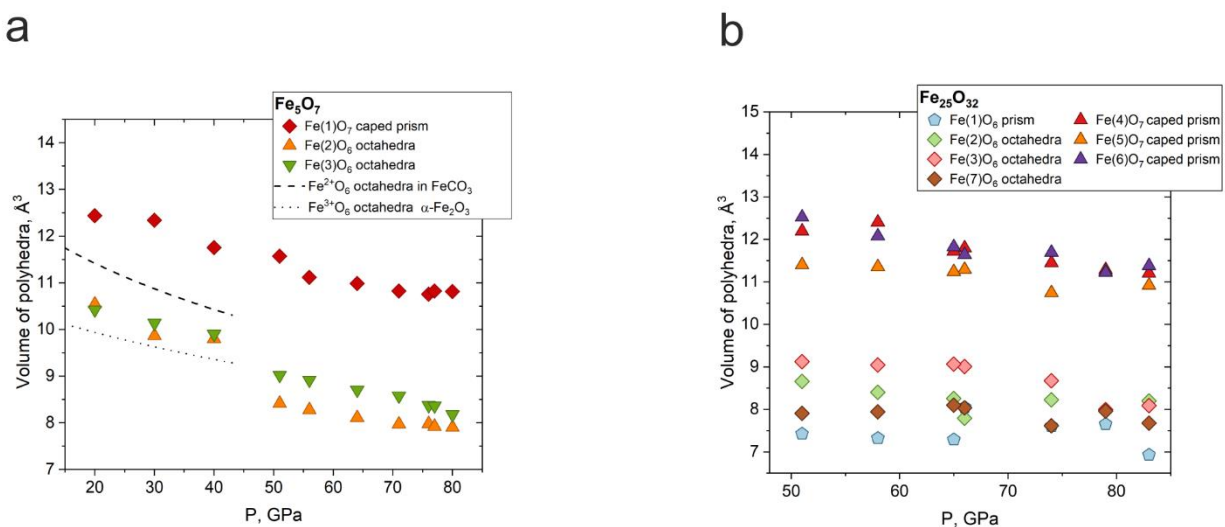 a
Fe₅O₇
Fe(1)O₇ caped prism
Fe(2)O₆ octahedra
Fe(3)O₆ octahedra
Fe²⁺O₆ octahedra in FeCO₃
Fe³⁺O₆ octahedra α-Fe₂O₃
Volume of polyhedra, Å³
14
13
12
11
10
9
8
7
20 30 40 50 60 70 80
P, GPa
b
Fe₂₅O₃₂
Fe(1)O₆ prism
Fe(2)O₆ octahedra
Fe(3)O₆ octahedra
Fe(7)O₆ octahedra
Fe(4)O₇ caped prism
Fe(5)O₇ caped prism
Fe(6)O₇ caped prism
Volume of polyhedra, Å³
15
14
13
12
11
10
9
8
7
50 60 70 80
P, GPa